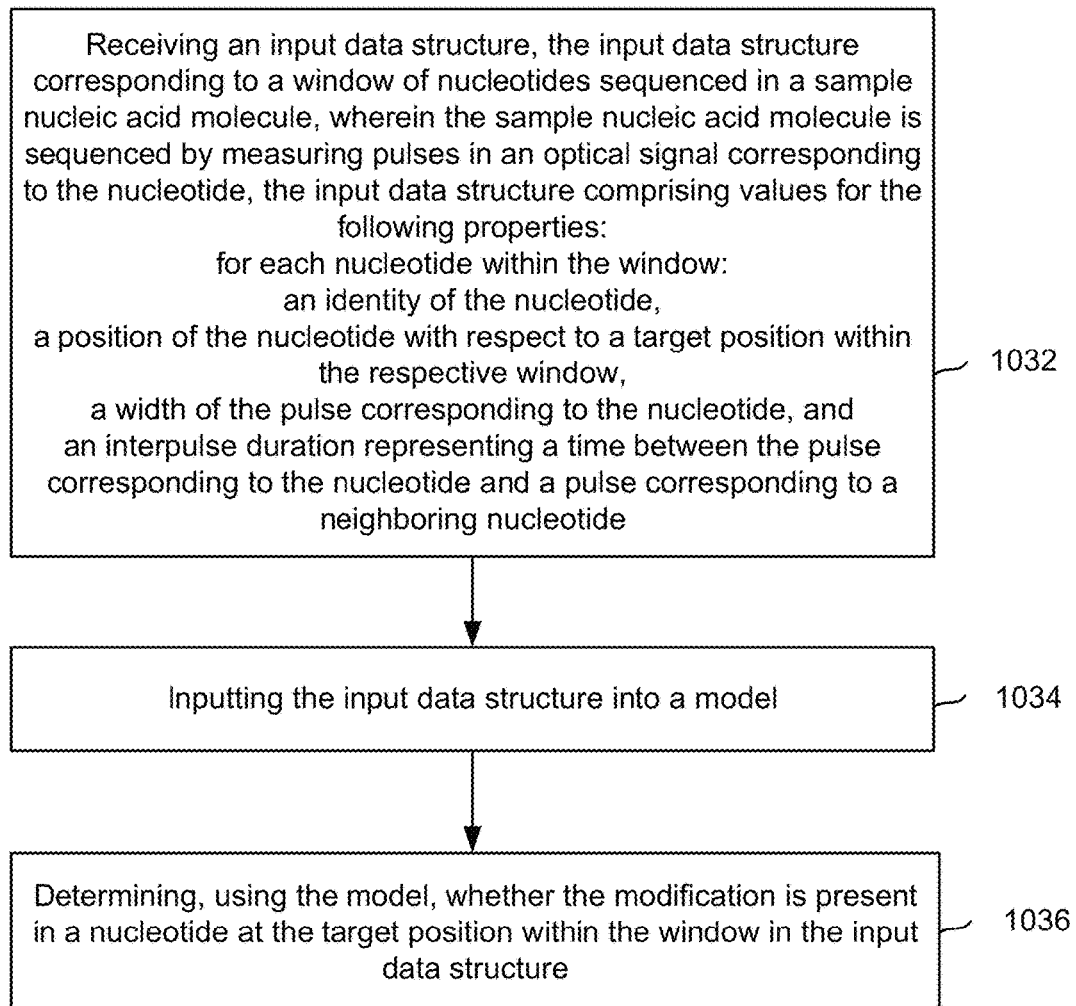 Receiving an input data structure, the input data structure
corresponding to a window of nucleotides sequenced in a sample
nucleic acid molecule, wherein the sample nucleic acid molecule is
sequenced by measuring pulses in an optical signal corresponding
to the nucleotide, the input data structure comprising values for the
following properties:
for each nucleotide within the window:
an identity of the nucleotide,
a position of the nucleotide with respect to a target position within
the respective window,
a width of the pulse corresponding to the nucleotide, and
an interpulse duration representing a time between the pulse
corresponding to the nucleotide and a pulse corresponding to a
neighboring nucleotide
1032
Inputting the input data structure into a model
1034
Determining, using the model, whether the modification is present
in a nucleotide at the target position within the window in the input
data structure
1036